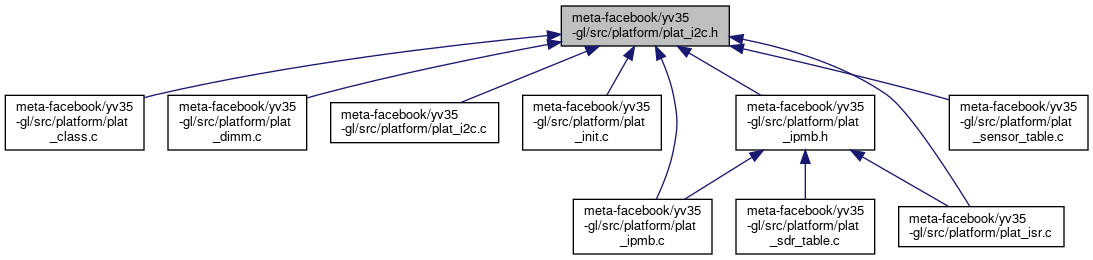 meta-facebook/yv35
-gl/src/platform/plat_i2c.h
meta-facebook/yv35
-gl/src/platform/plat
_class.c
meta-facebook/yv35
-gl/src/platform/plat
_dimm.c
meta-facebook/yv35
-gl/src/platform/plat_i2c.c
meta-facebook/yv35
-gl/src/platform/plat
_init.c
meta-facebook/yv35
-gl/src/platform/plat
_ipmb.h
meta-facebook/yv35
-gl/src/platform/plat
_sensor_table.c
meta-facebook/yv35
-gl/src/platform/plat
_ipmb.c
meta-facebook/yv35
-gl/src/platform/plat
_sdr_table.c
meta-facebook/yv35
-gl/src/platform/plat_isr.c